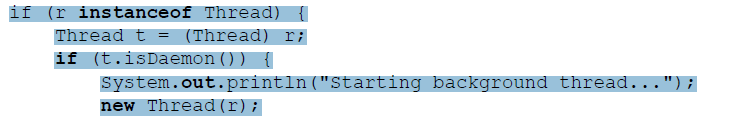 if (r instanceof Thread) {
Thread t = (Thread) r;
if (t.isDaemon()) {
System.out.println("Starting background thread...");
new Thread(r);